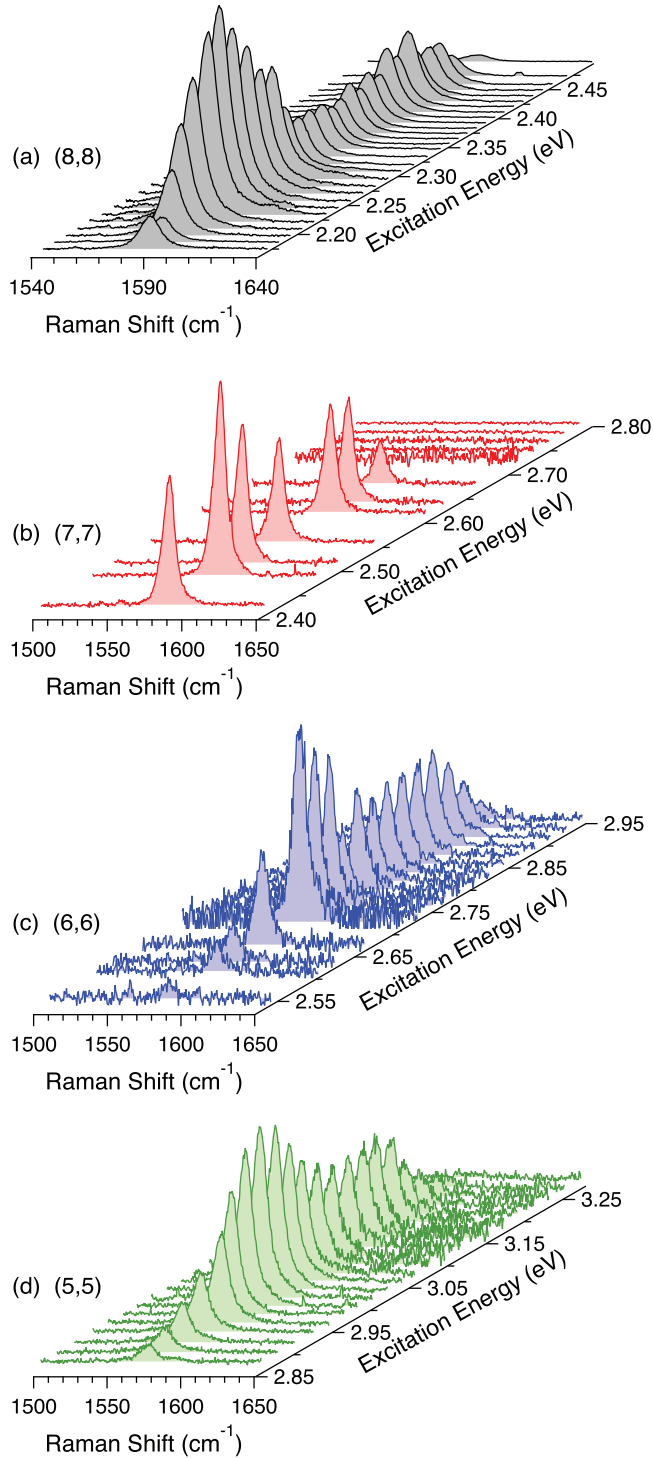 (a) (8,8)
2.45
2.40
2.35
2.30
2.25
2.20
Excitation Energy (eV)
1540 1590 1640
Raman Shift (cm⁻¹)
(b) (7,7)
2.80
2.70
2.60
2.50
2.40
Excitation Energy (eV)
1500 1550 1600 1650
Raman Shift (cm⁻¹)
(c) (6,6)
2.95
2.85
2.75
2.65
2.55
Excitation Energy (eV)
1500 1550 1600 1650
Raman Shift (cm⁻¹)
(d) (5,5)
3.25
3.15
3.05
2.95
2.85
Excitation Energy (eV)
1500 1550 1600 1650
Raman Shift (cm⁻¹)